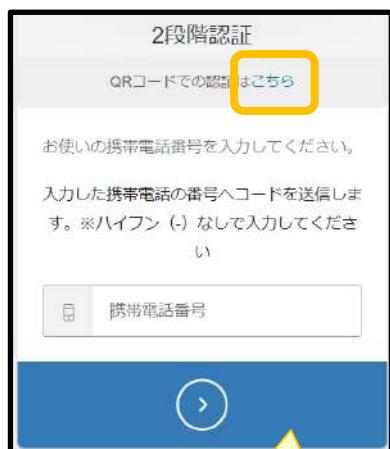 2段階認証
QRコードでの認証はこちら
お使いの携帯電話番号を入力してください。
入力した携帯電話の番号へコードを送信しま
す。※ハイフン (-) なしで入力してくださ
い
携帯電話番号